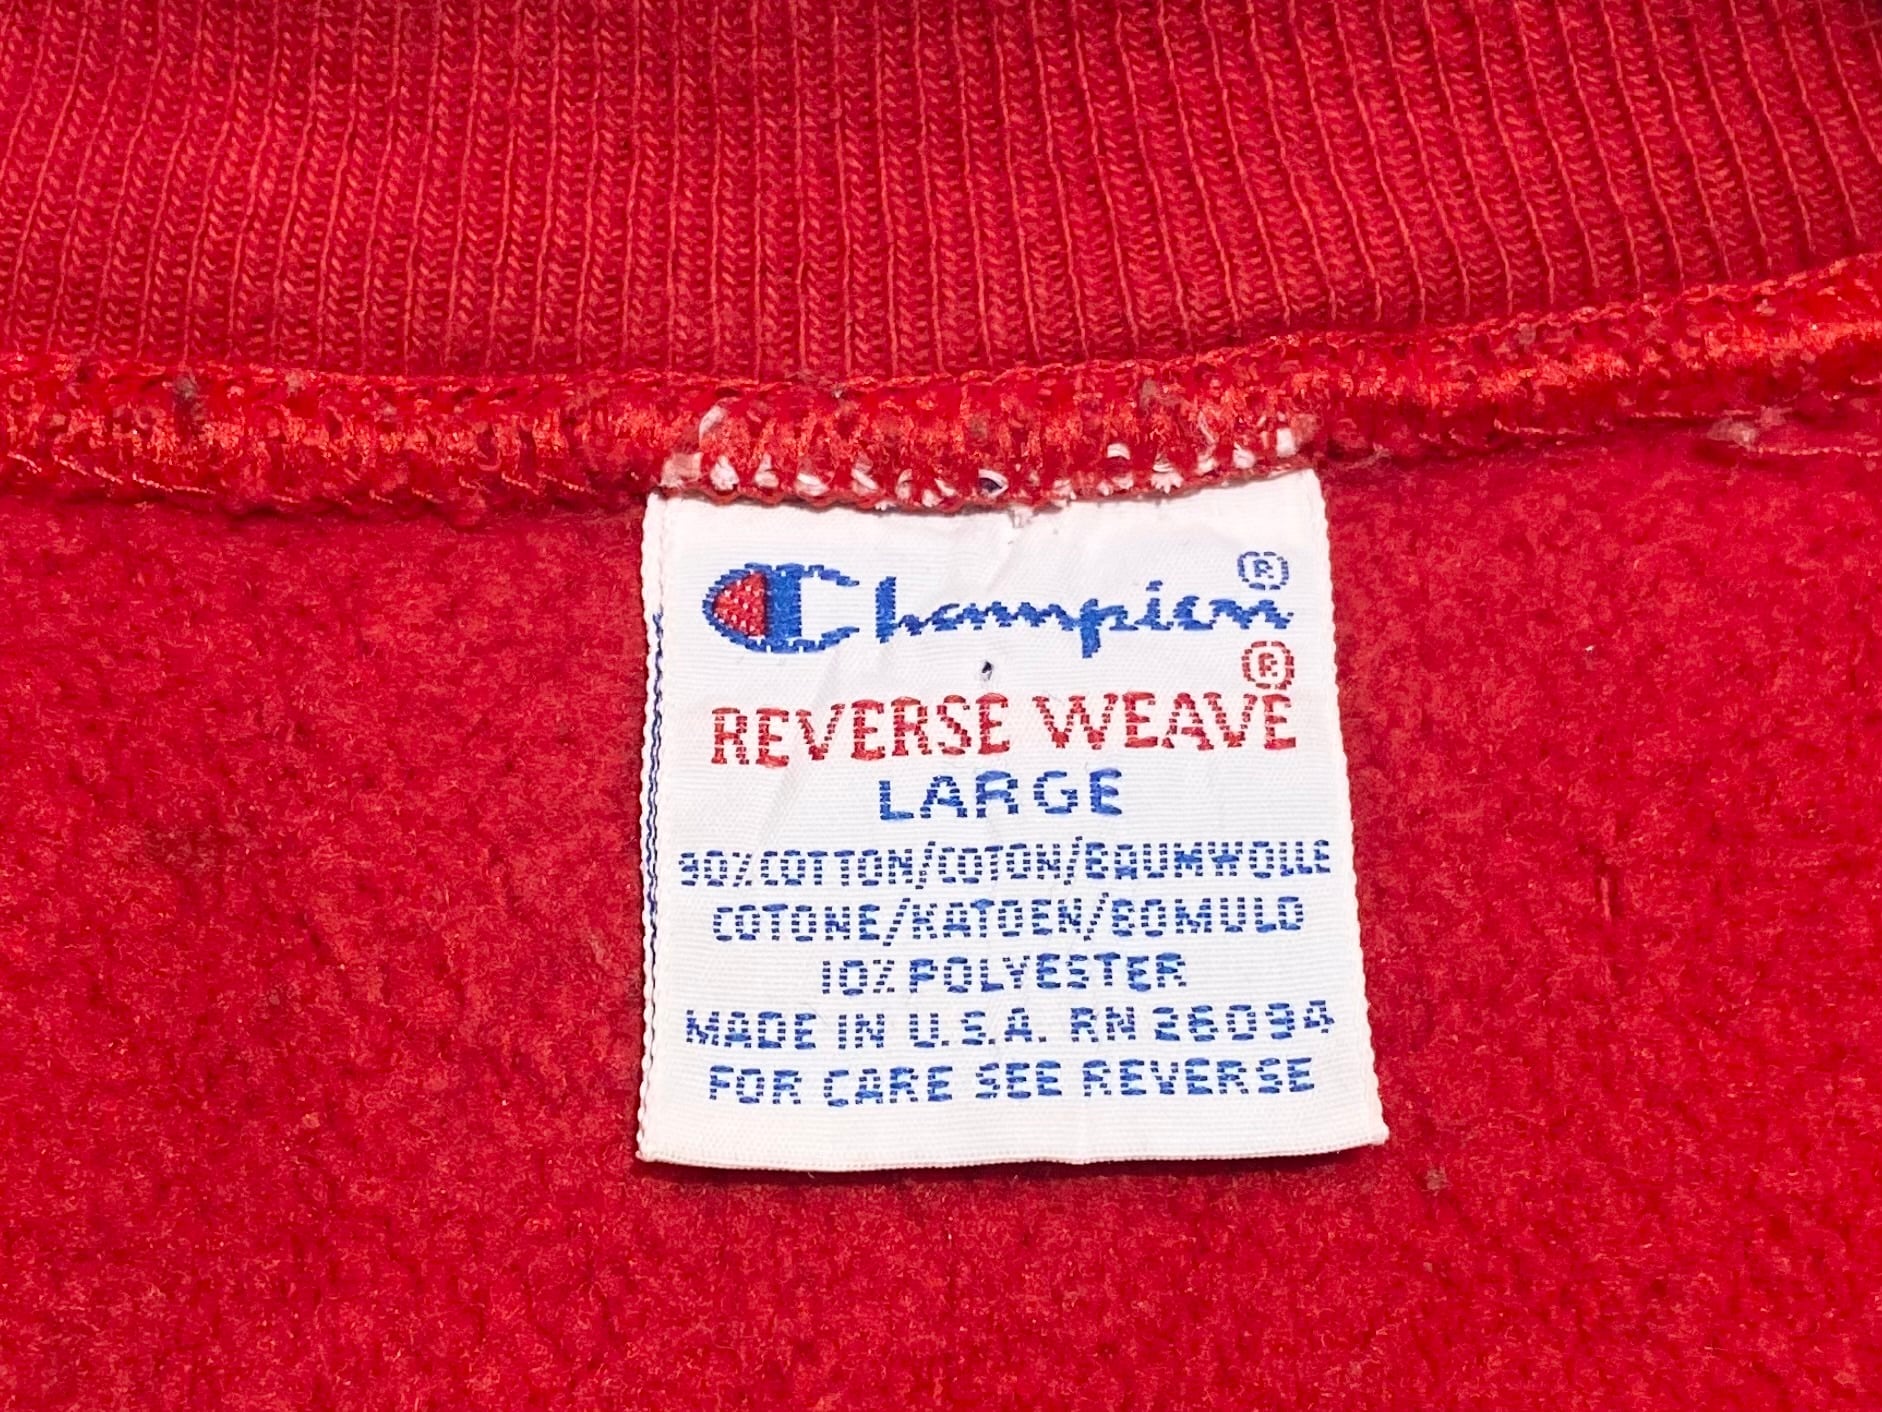 Champion®
REVERSE WEAVE®
LARGE
90% COTTON/COTON/BAUMWOLLE
COTONE/KATOEN/BOMULD
10% POLYESTER
MADE IN U.S.A. RN 26094
FOR CARE SEE REVERSE